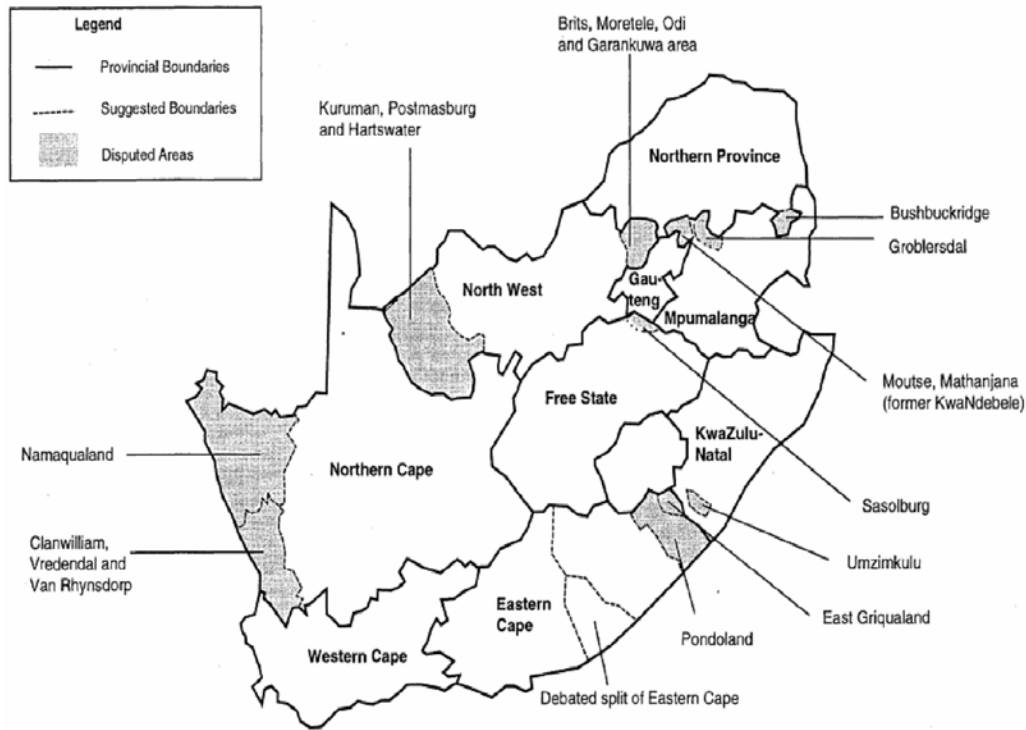 Legend
Provincial Boundaries
Suggested Boundaries
Disputed Areas
Brits, Moretele, Odi
and Garankuwa area
Kuruman, Postmasburg
and Hartswater
Northern Province
Bushbuckridge
Groblersdal
North West
Gau-
teng
Mpumalanga
Moutse, Mathanjana
(former KwaNdebele)
Free State
KwaZulu-
Natal
Namaqualand
Northern Cape
Sasolburg
Clanwilliam,
Vredendal and
Van Rhynsdorp
Umzimkulu
Eastern
Cape
East Griqualand
Western Cape
Pondoland
Debated split of Eastern Cape